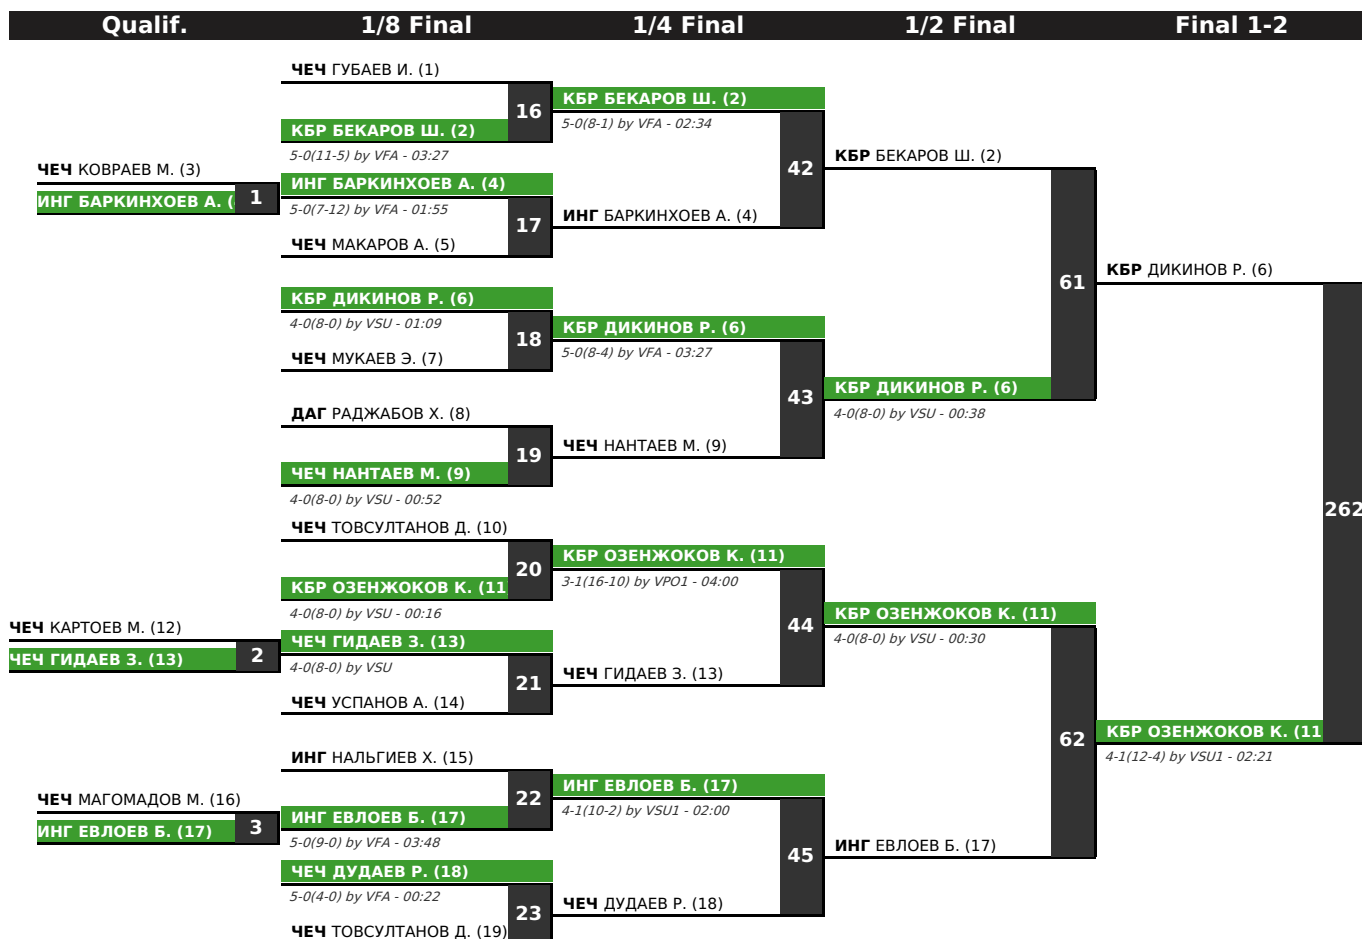 Qualif.
1/8 Final
1/4 Final
1/2 Final
Final 1-2
ЧЕЧ КОВРАЕВ М. (3)
ИНГ БАРКИНХОЕВ А. (
1
ЧЕЧ КАРТОЕВ М. (12)
ЧЕЧ ГИДАЕВ З. (13)
2
ЧЕЧ МАГОМАДОВ М. (16)
ИНГ ЕВЛОЕВ Б. (17)
3
ЧЕЧ ГУБАЕВ И. (1)
16
КБР БЕКАРОВ Ш. (2)
5-0(11-5) by VFA - 03:27
ИНГ БАРКИНХОЕВ А. (4)
5-0(7-12) by VFA - 01:55
17
ЧЕЧ МАКАРОВ А. (5)
КБР ДИКИНОВ Р. (6)
4-0(8-0) by VSU - 01:09
18
ЧЕЧ МУКАЕВ Э. (7)
ДАГ РАДЖАБОВ Х. (8)
19
ЧЕЧ НАНТАЕВ М. (9)
4-0(8-0) by VSU - 00:52
ЧЕЧ ТОВСУЛТАНОВ Д. (10)
20
КБР ОЗЕНЖОКОВ К. (11
4-0(8-0) by VSU - 00:16
ЧЕЧ ГИДАЕВ З. (13)
4-0(8-0) by VSU
21
ЧЕЧ УСПАНОВ А. (14)
ИНГ НАЛЬГИЕВ Х. (15)
22
ИНГ ЕВЛОЕВ Б. (17)
5-0(9-0) by VFA - 03:48
ЧЕЧ ДУДАЕВ Р. (18)
5-0(4-0) by VFA - 00:22
23
ЧЕЧ ТОВСУЛТАНОВ Д. (19)
КБР БЕКАРОВ Ш. (2)
5-0(8-1) by VFA - 02:34
42
ИНГ БАРКИНХОЕВ А. (4)
КБР ДИКИНОВ Р. (6)
5-0(8-4) by VFA - 03:27
43
ЧЕЧ НАНТАЕВ М. (9)
КБР ОЗЕНЖОКОВ К. (11)
3-1(16-10) by VPO1 - 04:00
44
ЧЕЧ ГИДАЕВ З. (13)
ИНГ ЕВЛОЕВ Б. (17)
4-1(10-2) by VSU1 - 02:00
45
ЧЕЧ ДУДАЕВ Р. (18)
КБР БЕКАРОВ Ш. (2)
61
КБР ДИКИНОВ Р. (6)
4-0(8-0) by VSU - 00:38
КБР ОЗЕНЖОКОВ К. (11)
4-0(8-0) by VSU - 00:30
62
ИНГ ЕВЛОЕВ Б. (17)
КБР ДИКИНОВ Р. (6)
262
КБР ОЗЕНЖОКОВ К. (11
4-1(12-4) by VSU1 - 02:21